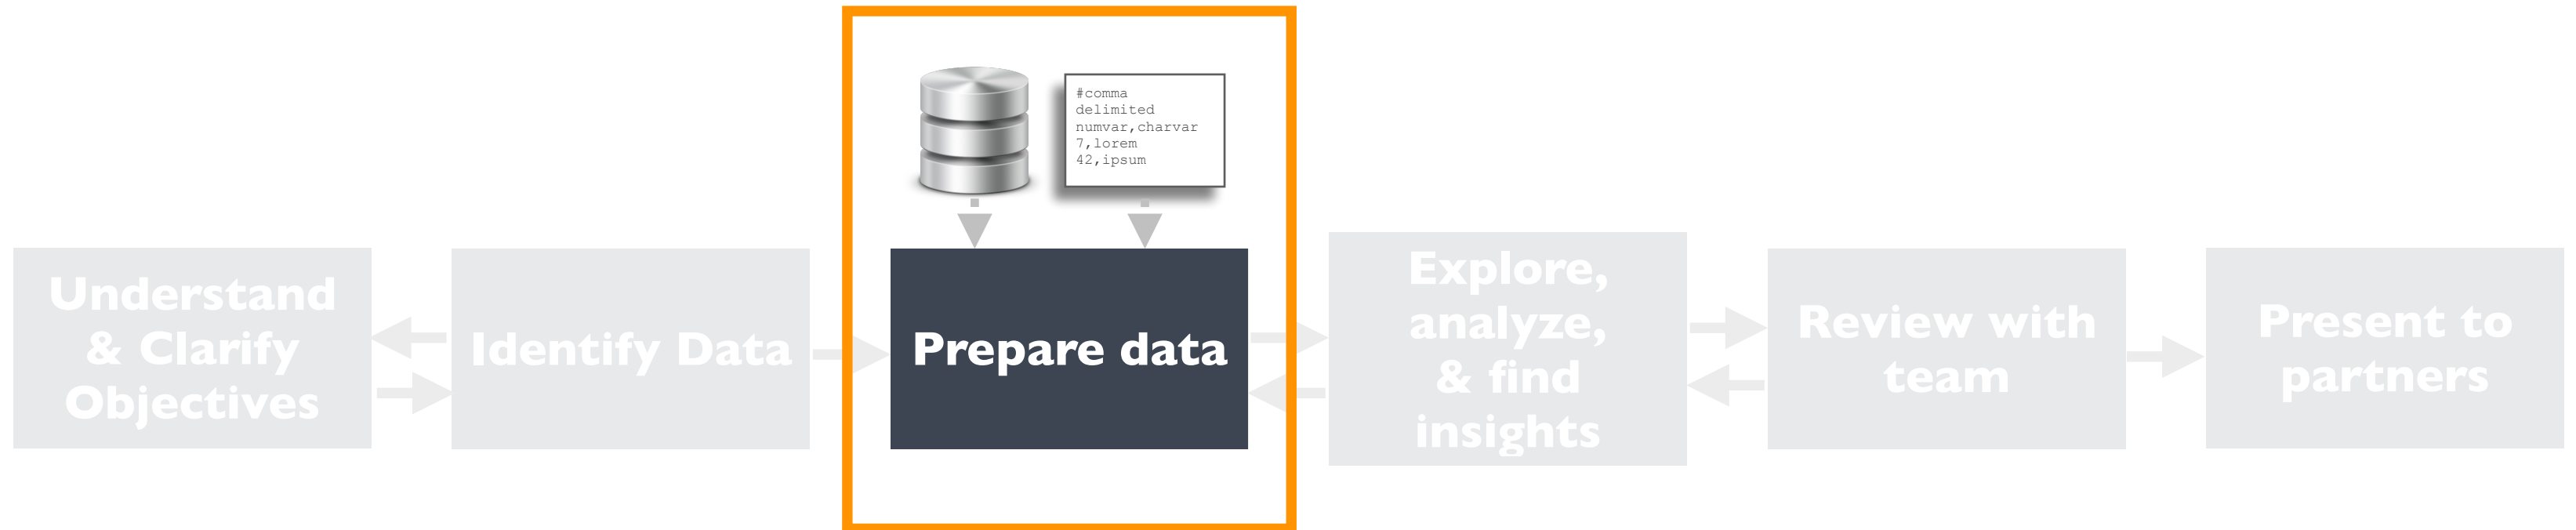 #comma
delimited
numvar,charvar
7,lorem
42,ipsum
Understand
& Clarify
Objectives
Identify Data
Prepare data
Explore,
analyze,
& find
insights
Review with
team
Present to
partners